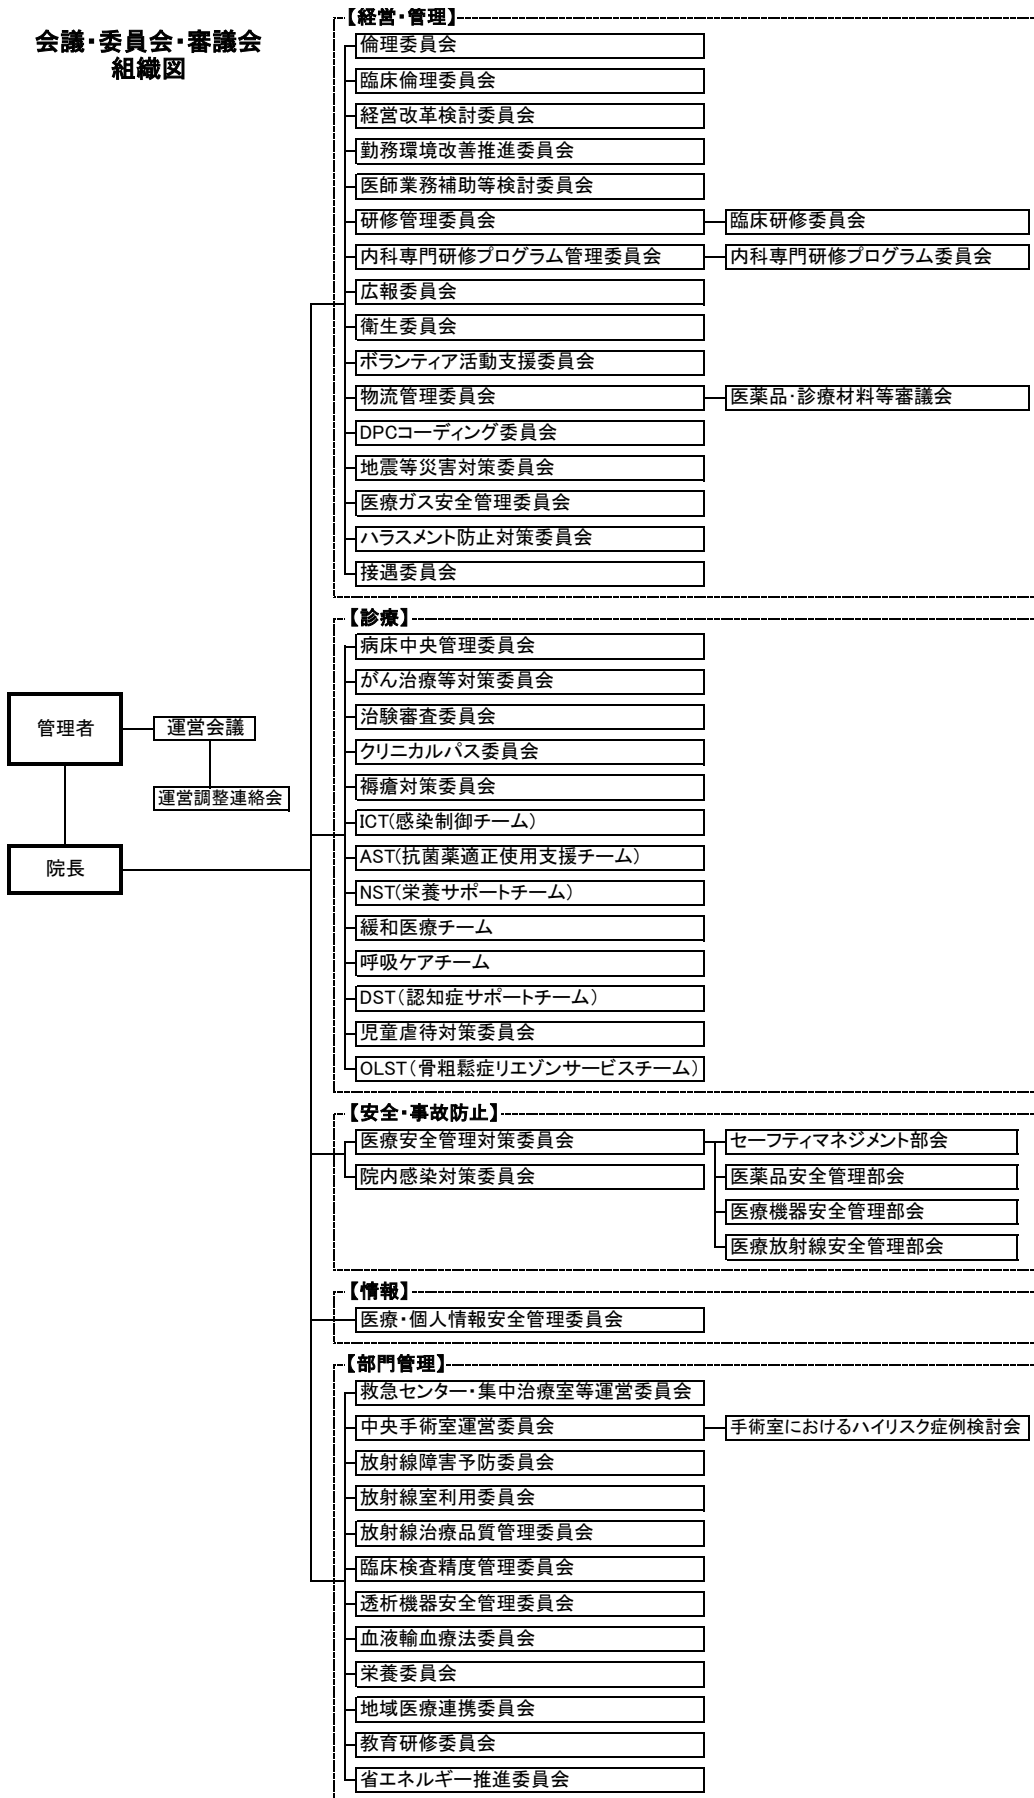 会議・委員会・審議会
組織図
管理者
運営会議
運営調整連絡会
院長
【経営・管理】
倫理委員会
臨床倫理委員会
経営改革検討委員会
勤務環境改善推進委員会
医師業務補助等検討委員会
研修管理委員会
臨床研修委員会
内科専門研修プログラム管理委員会
内科専門研修プログラム委員会
広報委員会
衛生委員会
ボランティア活動支援委員会
物流管理委員会
医薬品・診療材料等審議会
DPCコーディング委員会
地震等災害対策委員会
医療ガス安全管理委員会
ハラスメント防止対策委員会
接遇委員会
【診療】
病床中央管理委員会
がん治療等対策委員会
治験審査委員会
クリニカルパス委員会
褥瘡対策委員会
ICT(感染制御チーム)
AST(抗菌薬適正使用支援チーム)
NST(栄養サポートチーム)
緩和医療チーム
呼吸ケアチーム
DST(認知症サポートチーム)
児童虐待対策委員会
OLST(骨粗鬆症リエゾンサービスチーム)
【安全・事故防止】
医療安全管理対策委員会
セーフティマネジメント部会
院内感染対策委員会
医薬品安全管理部会
医療機器安全管理部会
医療放射線安全管理部会
【情報】
医療・個人情報安全管理委員会
【部門管理】
救急センター・集中治療室等運営委員会
中央手術室運営委員会
手術室におけるハイリスク症例検討会
放射線障害予防委員会
放射線室利用委員会
放射線治療品質管理委員会
臨床検査精度管理委員会
透析機器安全管理委員会
血液輸血療法委員会
栄養委員会
地域医療連携委員会
教育研修委員会
省エネルギー推進委員会